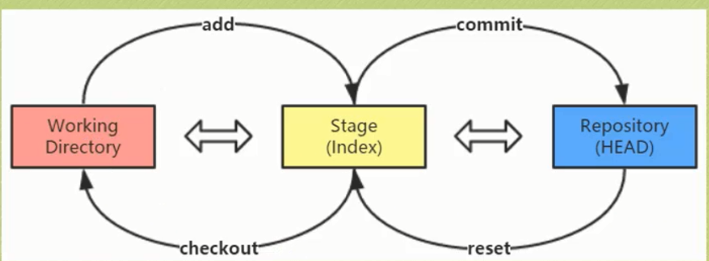 add
commit
Working
Directory
Stage
(Index)
Repository
(HEAD)
checkout
reset